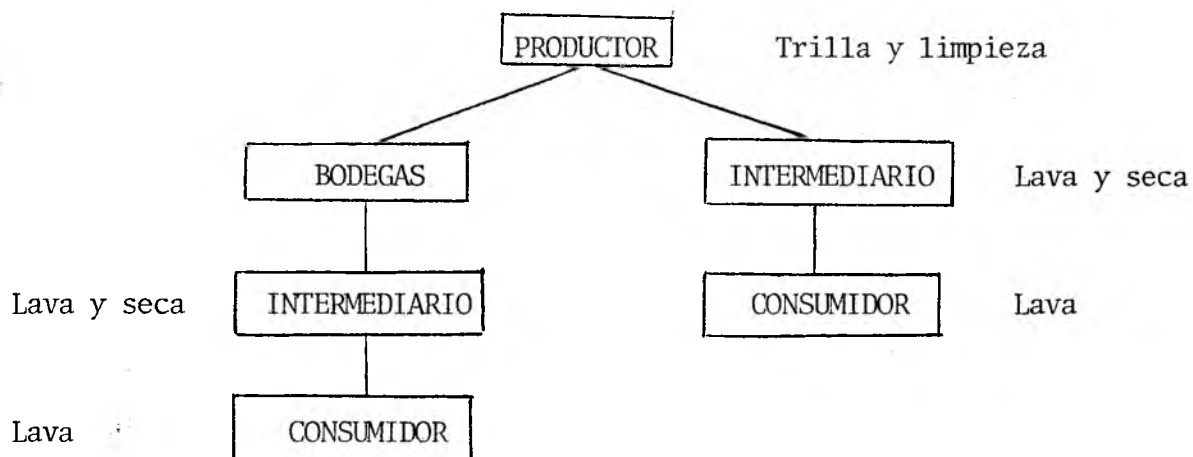 PRODUCTOR Trilla y limpieza
BODEGAS INTERMEDIARIO Lava y seca
Lava y seca INTERMEDIARIO CONSUMIDOR Lava
Lava CONSUMIDOR